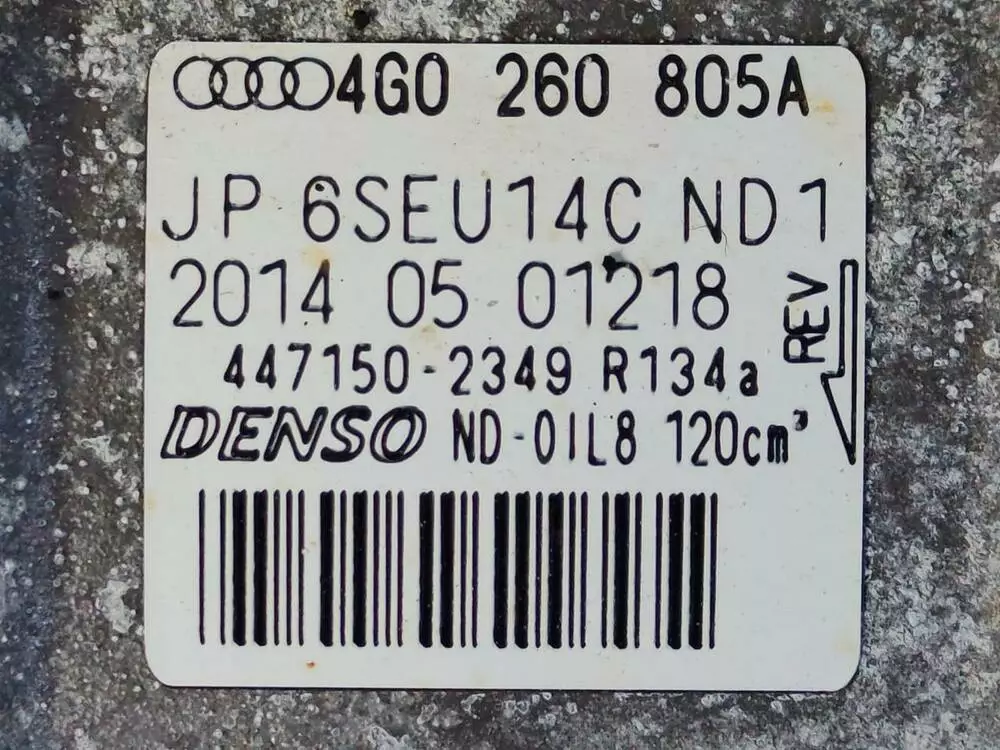 4G0 260 805A
JP 6SEU14C ND1
2014 05 01218
447150-2349 R134a
DENSO ND-OIL8 120cm³
REV